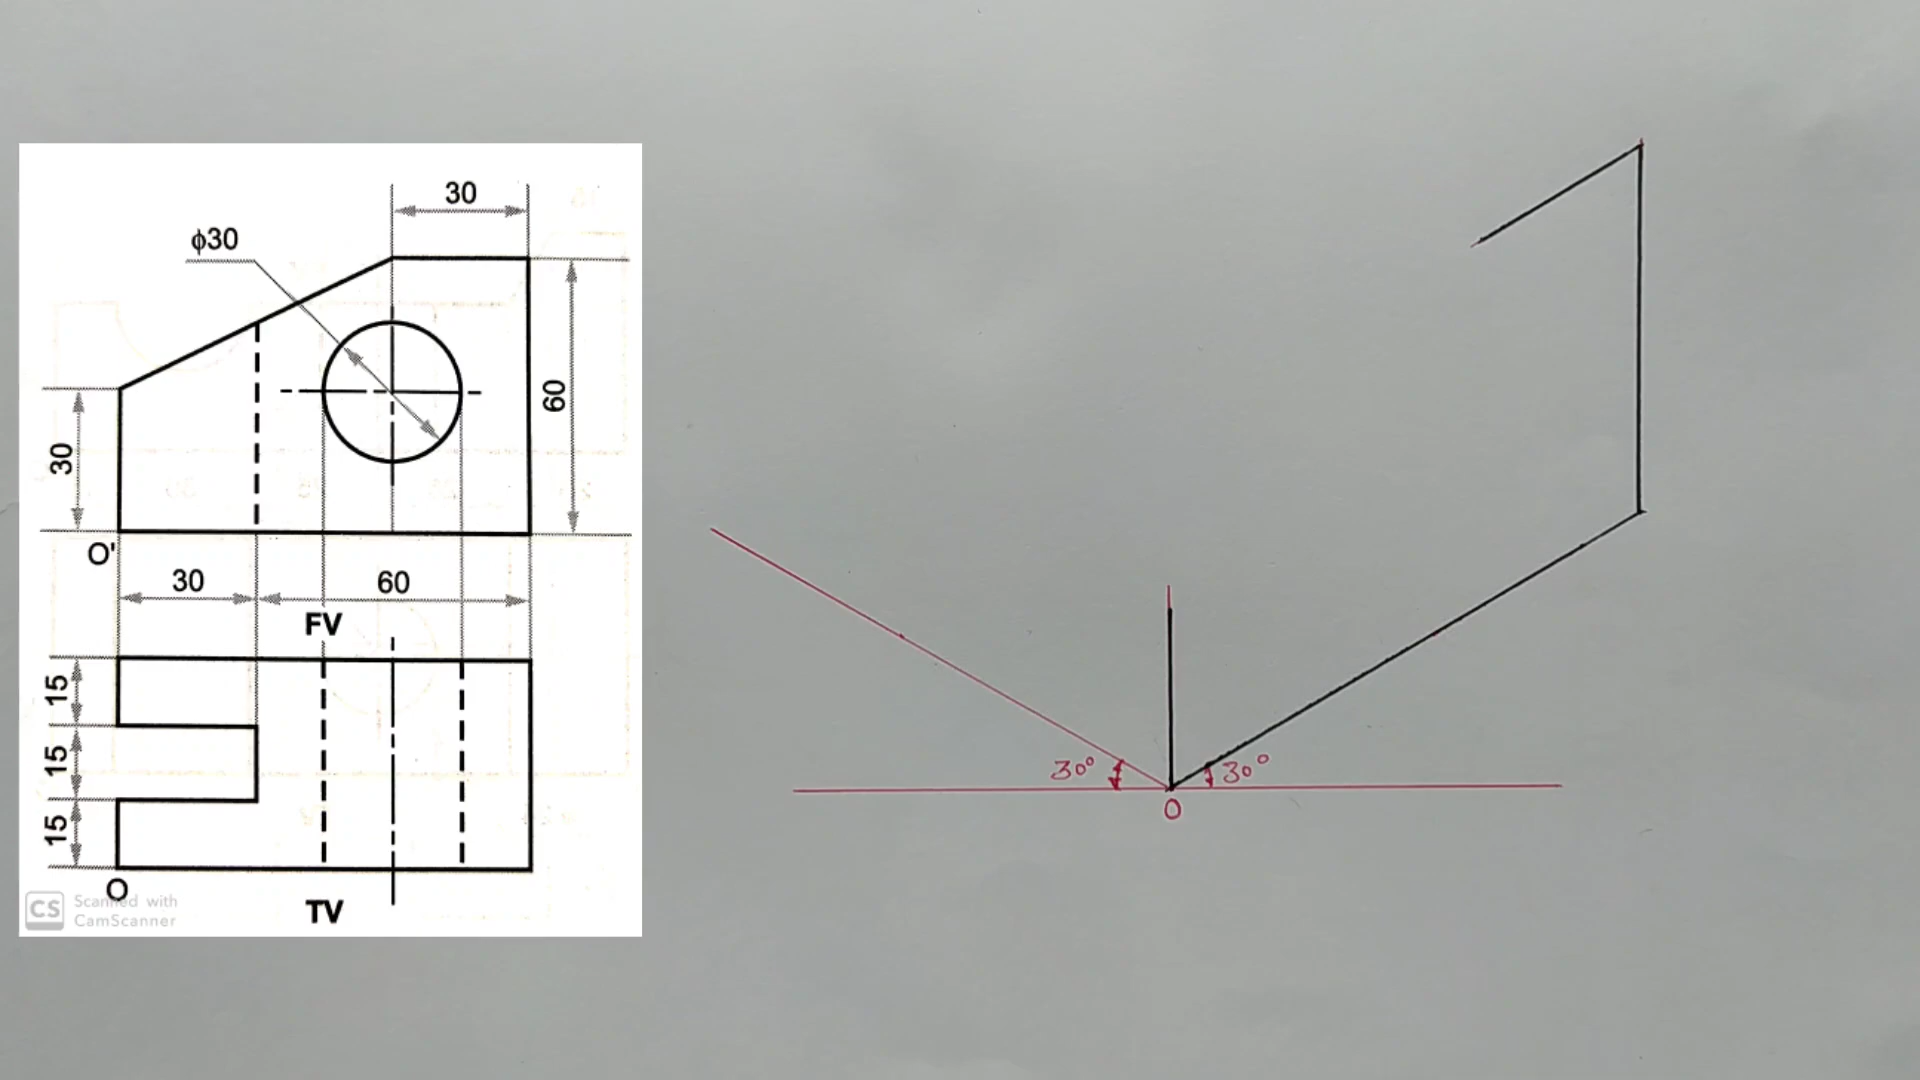 30
ϕ30
60
30
O'
30 60
FV
15
15
15
O
CS Scanned with
CamScanner
TV
30° 30°
O